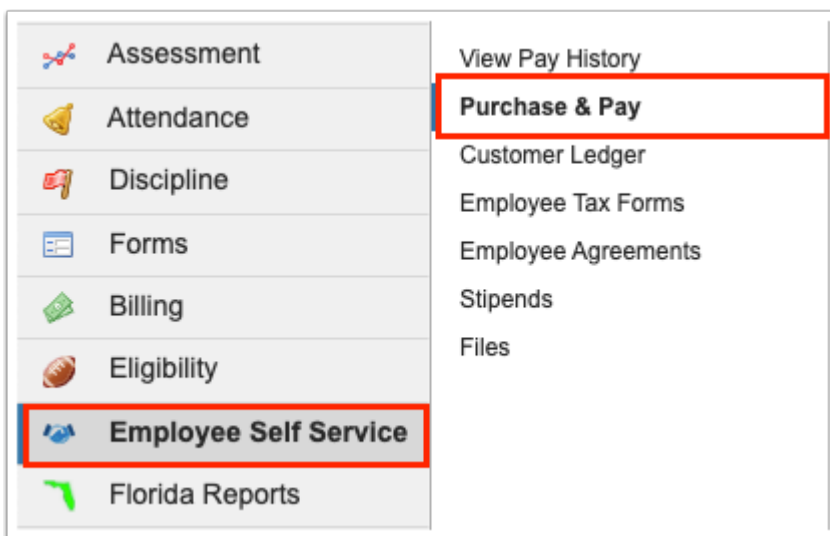 Assessment
Attendance
Discipline
Forms
Billing
Eligibility
Employee Self Service
Florida Reports
View Pay History
Purchase & Pay
Customer Ledger
Employee Tax Forms
Employee Agreements
Stipends
Files